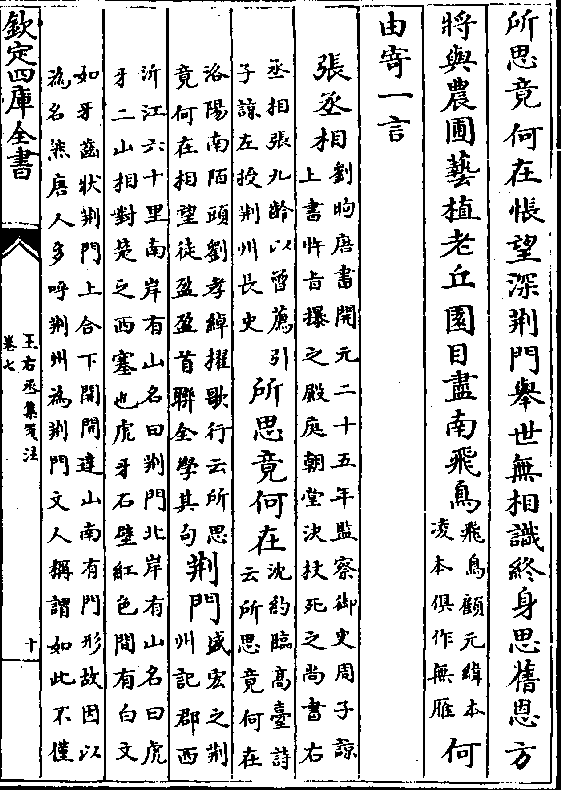 所思竟何在悵望深荆門舉世無相識終身思舊恩方
將與農圃藝植老丘園目盡南飛鳥
飛鳥顧元緯本
凌本俱作無雁
何
由寄一言
張丞相
劉昫唐書開元二十五年監察御史周子諒
上書忤旨撲之殿庭朝堂決杖死之尚書右
丞相張九齡以曾薦引
子諒左授荆州長史
所思竟何在
沈約臨高臺詩
云所思竟何在
洛陽南陌頭劉孝綽擢歌行云所思
竟何在相望徒盈盈首聯全學其句
荆門
盛宏之荆
州記郡西
沂江六十里南岸有山名曰荆門北岸有山名曰虎
牙二山相對楚之西塞也虎牙石壁紅色間有白文
如牙齒狀荆門上合下開開達山南有門形故因以
為名然唐人多呼荆州為荆門文人稱謂如此不僅
欽定四庫全書
王右丞集箋注
卷七
十